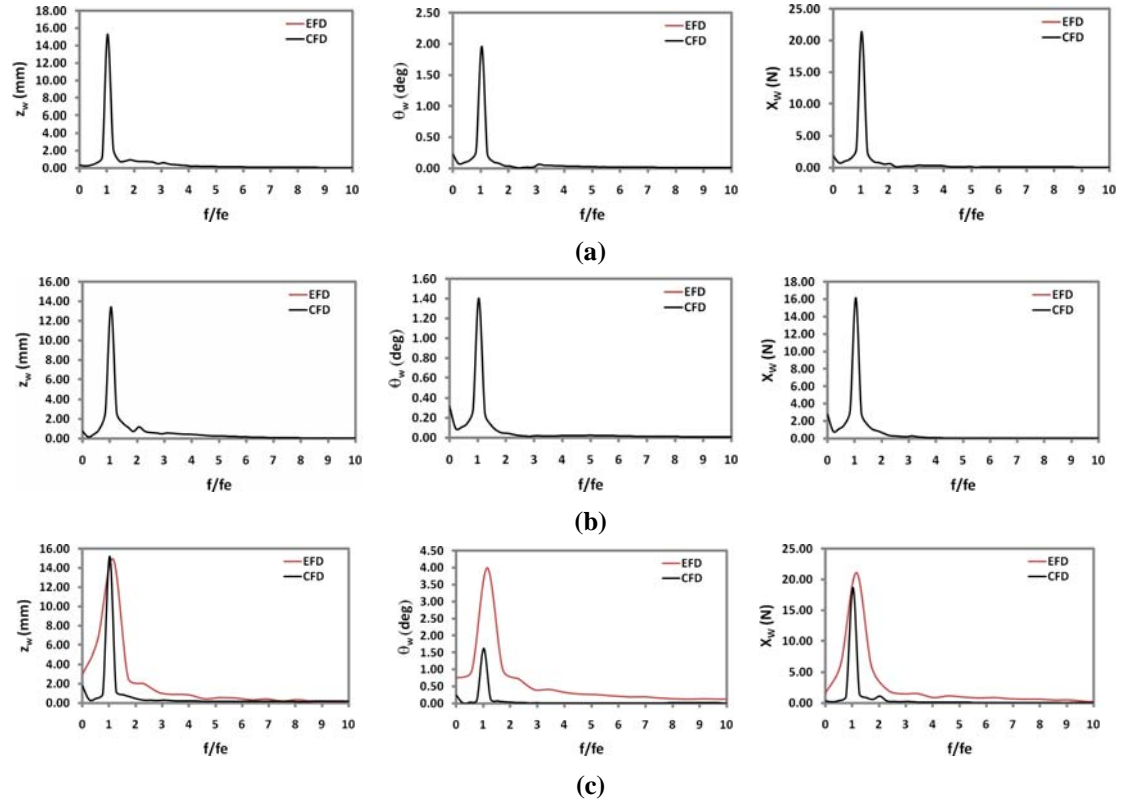 18.00
16.00
14.00
12.00
10.00
8.00
6.00
4.00
2.00
0.00
z_w (mm)
EFD
CFD
0 1 2 3 4 5 6 7 8 9 10
f/fe
2.50
2.00
1.50
1.00
0.50
0.00
θ_w (deg)
EFD
CFD
0 1 2 3 4 5 6 7 8 9 10
f/fe
25.00
20.00
15.00
10.00
5.00
0.00
X_w (N)
EFD
CFD
0 1 2 3 4 5 6 7 8 9 10
f/fe
(a)
16.00
14.00
12.00
10.00
8.00
6.00
4.00
2.00
0.00
z_w (mm)
EFD
CFD
0 1 2 3 4 5 6 7 8 9 10
f/fe
1.60
1.40
1.20
1.00
0.80
0.60
0.40
0.20
0.00
θ_w (deg)
EFD
CFD
0 1 2 3 4 5 6 7 8 9 10
f/fe
18.00
16.00
14.00
12.00
10.00
8.00
6.00
4.00
2.00
0.00
X_w (N)
EFD
CFD
0 1 2 3 4 5 6 7 8 9 10
f/fe
(b)
16.00
14.00
12.00
10.00
8.00
6.00
4.00
2.00
0.00
z_w (mm)
EFD
CFD
0 1 2 3 4 5 6 7 8 9 10
f/fe
4.50
4.00
3.50
3.00
2.50
2.00
1.50
1.00
0.50
0.00
θ_w (deg)
EFD
CFD
0 1 2 3 4 5 6 7 8 9 10
f/fe
25.00
20.00
15.00
10.00
5.00
0.00
X_w (N)
EFD
CFD
0 1 2 3 4 5 6 7 8 9 10
f/fe
(c)